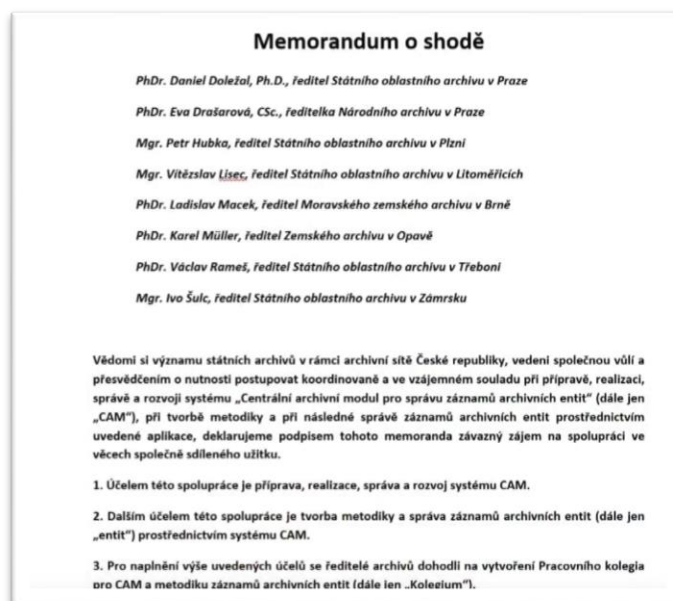 Memorandum o shodě
PhDr. Daniel Doležal, Ph.D., ředitel Státního oblastního archivu v Praze
PhDr. Eva Drašarová, CSc., ředitelka Národního archivu v Praze
Mgr. Petr Hubka, ředitel Státního oblastního archivu v Plzni
Mgr. Vítězslav Lisec, ředitel Státního oblastního archivu v Litoměřicích
PhDr. Ladislav Macek, ředitel Moravského zemského archivu v Brně
PhDr. Karel Müller, ředitel Zemského archivu v Opavě
PhDr. Václav Rameš, ředitel Státního oblastního archivu v Třeboni
Mgr. Ivo Šulc, ředitel Státního oblastního archivu v Zámrsku
Vědomi si významu státních archivů v rámci archivní sítě České republiky, vedeni společnou vůlí a
přesvědčením o nutnosti postupovat koordinovaně a ve vzájemném souladu při přípravě, realizaci,
správě a rozvoji systému „Centrální archivní modul pro správu záznamů archivních entit“ (dále jen
„CAM“), při tvorbě metodiky a při následné správě záznamů archivních entit prostřednictvím
uvedené aplikace, deklarujeme podpisem tohoto memoranda závazný zájem na spolupráci ve
věcech společně sdíleného užitku.
1. Účelem této spolupráce je příprava, realizace, správa a rozvoj systému CAM.
2. Dalším účelem této spolupráce je tvorba metodiky a správa záznamů archivních entit (dále jen
„entit“) prostřednictvím systému CAM.
3. Pro naplnění výše uvedených účelů se ředitelé archivů dohodli na vytvoření Pracovního kolegia
pro CAM a metodiku záznamů archivních entit (dále jen „Kolegium“).